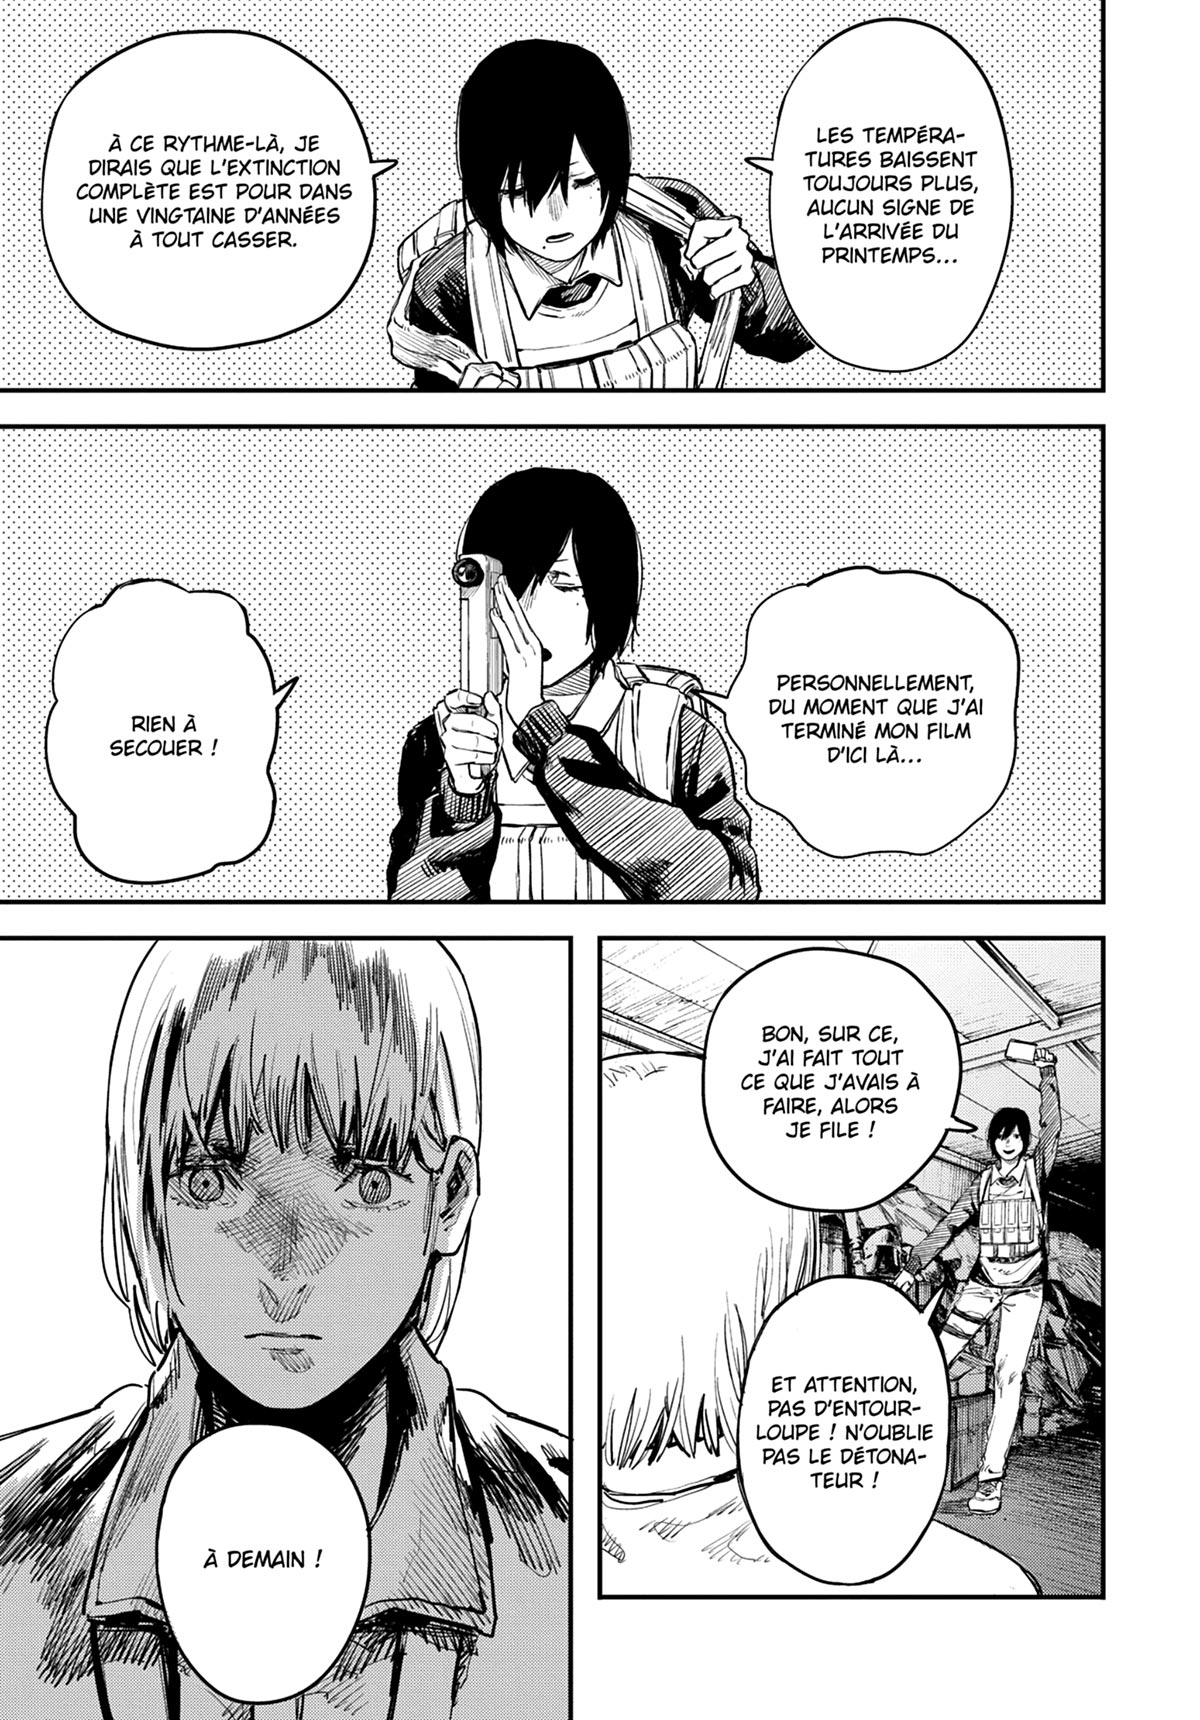 LES TEMPÉRA-
TURES BAISSENT
TOUJOURS PLUS,
AUCUN SIGNE DE
L'ARRIVÉE DU
PRINTEMPS...
À CE RYTHME-LÀ, JE
DIRAIS QUE L'EXTINCTION
COMPLÈTE EST POUR DANS
UNE VINGTAINE D'ANNÉES
À TOUT CASSER.
PERSONNELLEMENT,
DU MOMENT QUE J'AI
TERMINÉ MON FILM
D'ICI LÀ...
RIEN À
SECOUER !
BON, SUR CE,
J'AI FAIT TOUT
CE QUE J'AVAIS À
FAIRE, ALORS
JE FILE !
ET ATTENTION,
PAS D'ENTOUR-
LOUPE ! N'OUBLIE
PAS LE DÉTONA-
TEUR !
À DEMAIN !